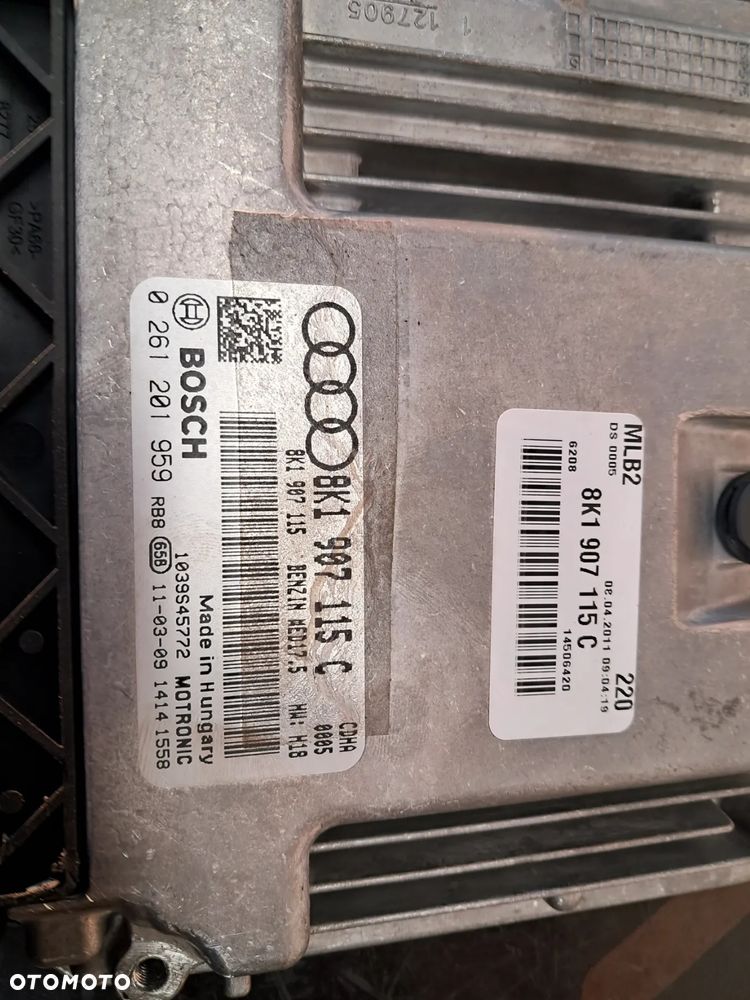 1 127905
8K1 907 115 C
CDHA
0005
8K1 907 115 BENZIN MED17.5 HW: H18
BOSCH
Made in Hungary
1039S45772 MOTRONIC
0 261 201 959 RB8 65B 11-03-09 1414 1558
MLB2 220
DS 0005 08.04.2011 09:04:19
8K1 907 115 C
6208 14506420
>PA66-
GF30<
OTOMOTO